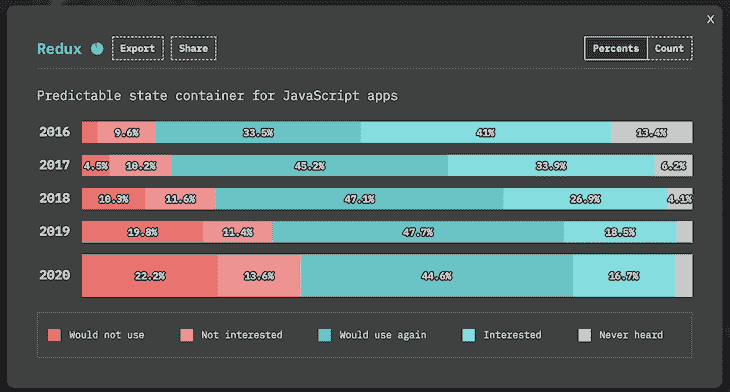 X
Redux Export Share Percents Count
Predictable state container for JavaScript apps
2016 9.6% 33.5% 41% 13.4%
2017 4.5% 10.2% 45.2% 33.9% 6.2%
2018 10.3% 11.6% 47.1% 26.9% 4.1%
2019 19.8% 11.4% 47.7% 18.5%
2020 22.2% 13.6% 44.6% 16.7%
Would not use Not interested Would use again Interested Never heard